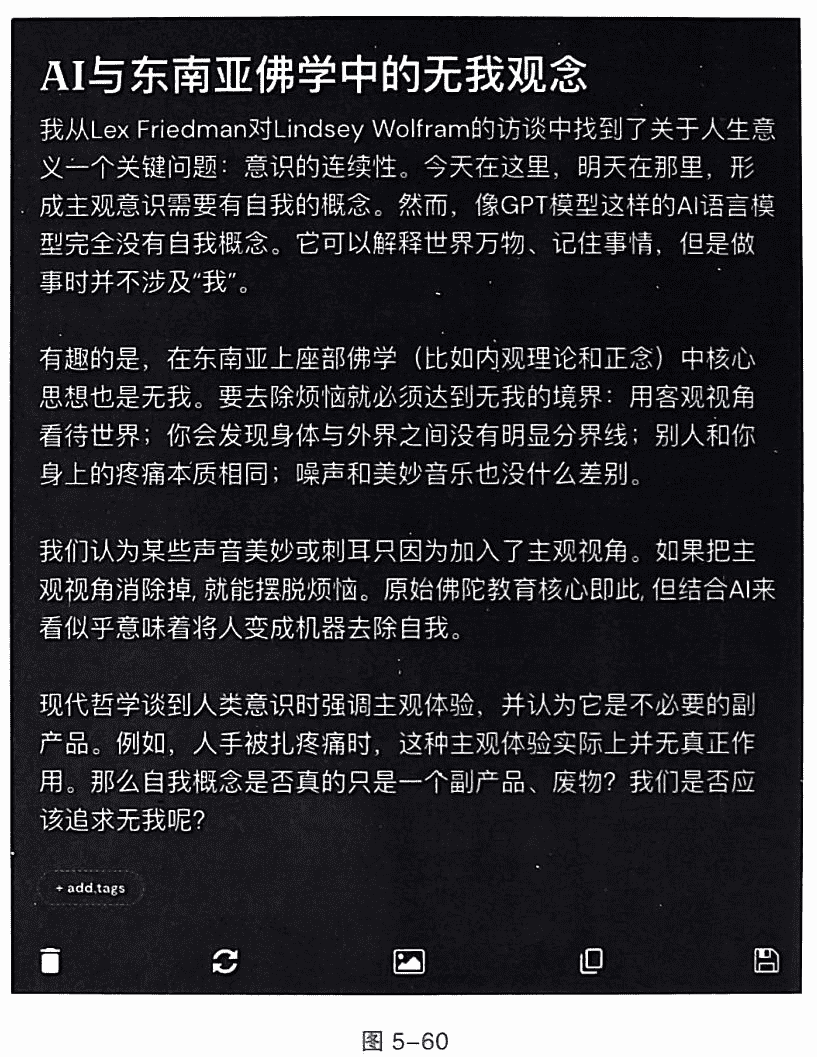 AI与东南亚佛学中的无我观念
我从Lex Friedman对Lindsey Wolfram的访谈中找到了关于人生意
义一个关键问题：意识的连续性。今天在这里，明天在那里，形
成主观意识需要有自我的概念。然而，像GPT模型这样的AI语言模
型完全没有自我概念。它可以解释世界万物、记住事情，但是做
事时并不涉及“我”。
有趣的是，在东南亚上座部佛学（比如内观理论和正念）中核心
思想也是无我。要去除烦恼就必须达到无我的境界：用客观视角
看待世界；你会发现身体与外界之间没有明显分界线；别人和你
身上的疼痛本质相同；噪声和美妙音乐也没什么差别。
我们认为某些声音美妙或刺耳只因为加入了主观视角。如果把主
观视角消除掉, 就能摆脱烦恼。原始佛陀教育核心即此, 但结合AI来
看似乎意味着将人变成机器去除自我。
现代哲学谈到人类意识时强调主观体验，并认为它是不必要的副
产品。例如，人手被扎疼痛时，这种主观体验实际上并无真正作
用。那么自我概念是否真的只是一个副产品、废物？我们是否应
该追求无我呢？
+ add tags
图 5-60